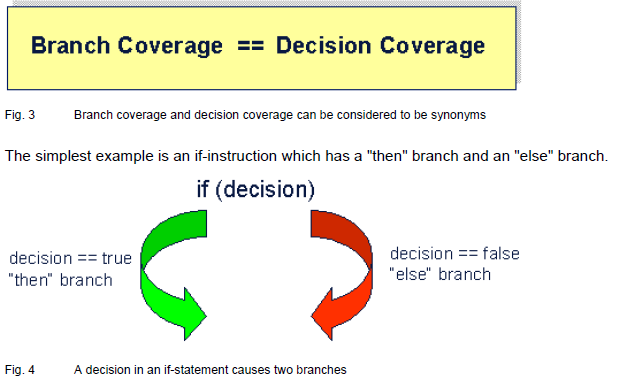 Branch Coverage == Decision Coverage
Fig. 3 Branch coverage and decision coverage can be considered to be synonyms
The simplest example is an if-instruction which has a "then" branch and an "else" branch.
if (decision)
decision == true
"then" branch
decision == false
"else" branch
Fig. 4 A decision in an if-statement causes two branches